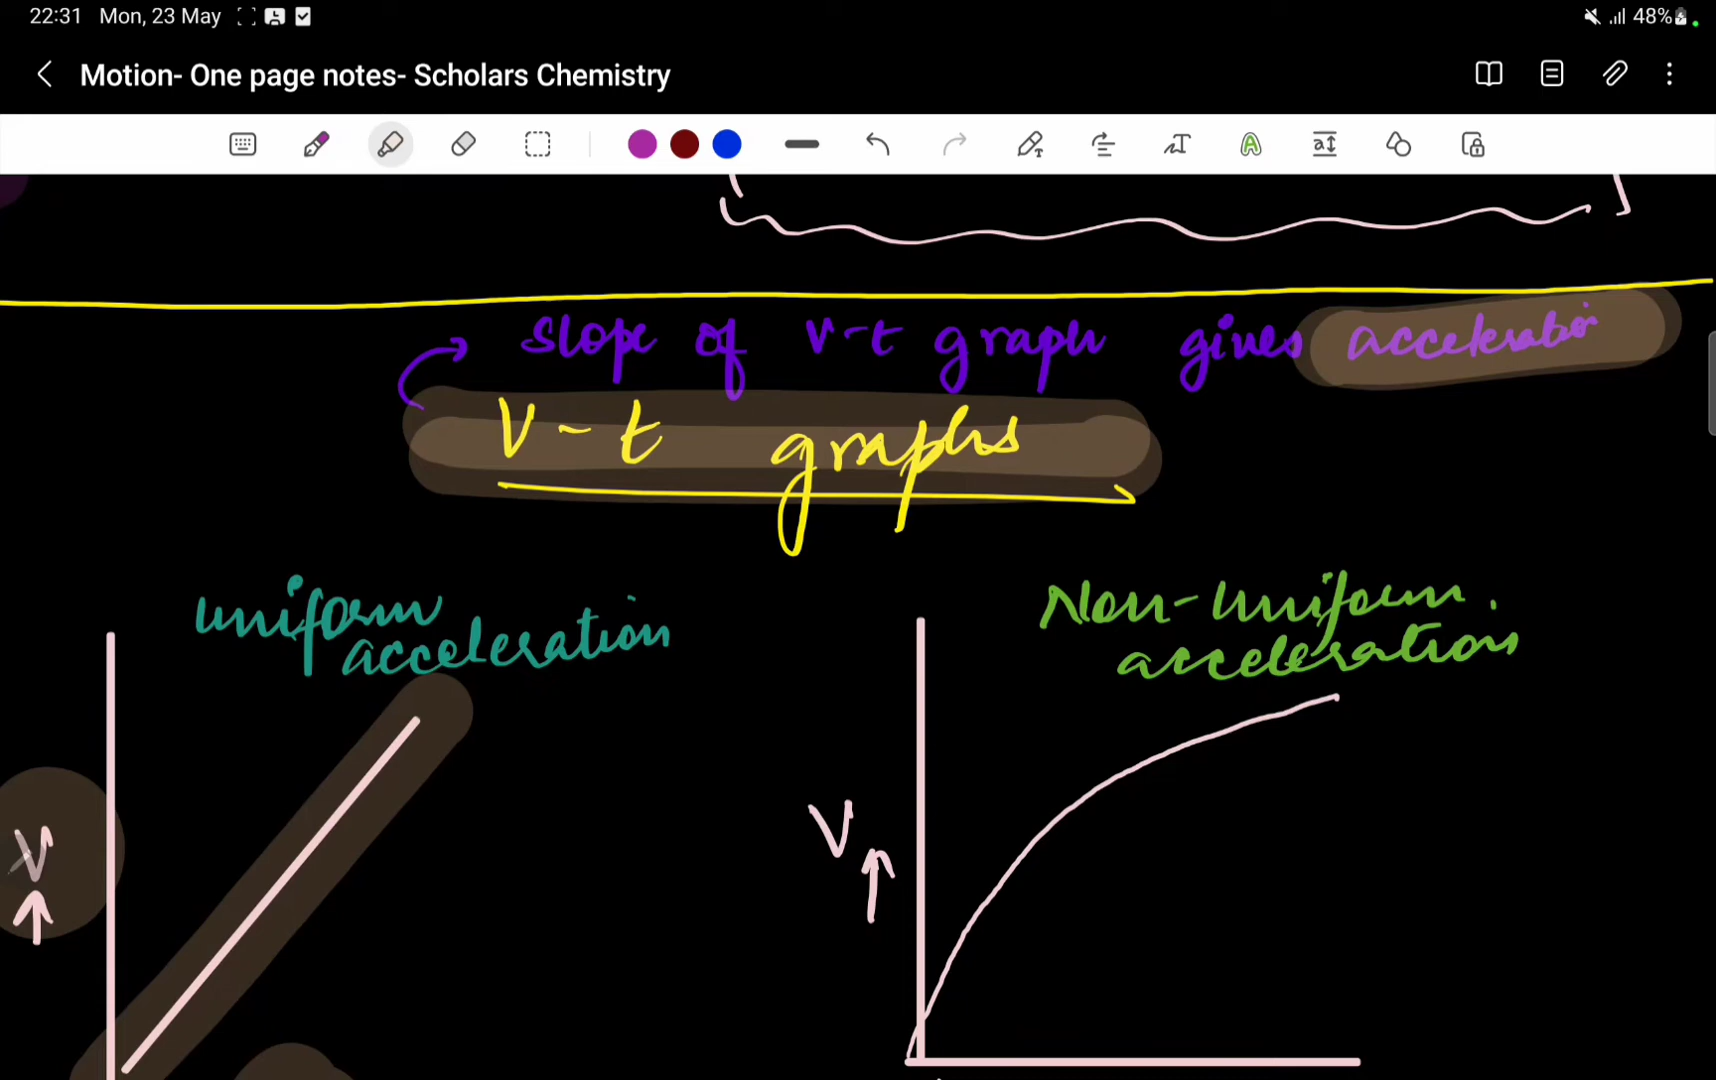 22:31 Mon, 23 May 48%
Motion- One page notes- Scholars Chemistry
slope of v-t graph gives acceleratio
V-t graphs
uniform
acceleration
Non-uniform.
acceleration
V
V